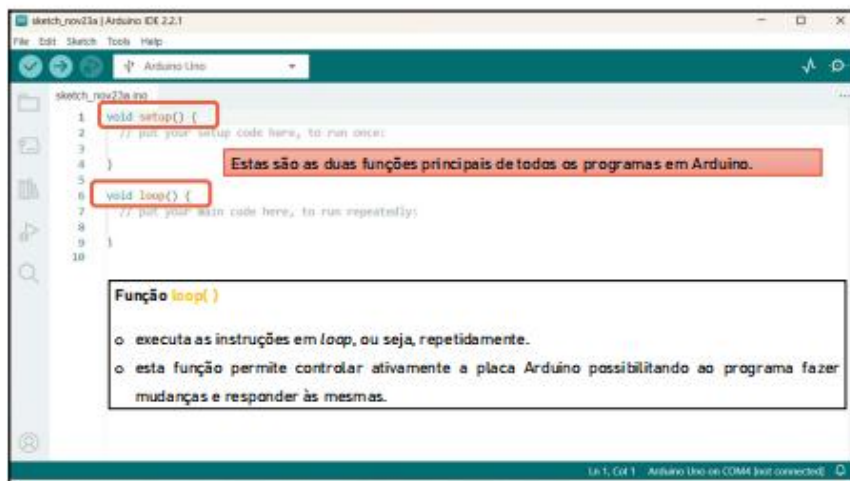 sketch_nov23a | Arduino IDE 2.2.1
File Edit Sketch Tools Help
Arduino Uno
sketch_nov23a.ino
1 void setup() {
2 // put your setup code here, to run once:
3
4 }
Estas são as duas funções principais de todos os programas em Arduino.
5
6 void loop() {
7 // put your main code here, to run repeatedly:
8
9 }
10
Função loop( )
o executa as instruções em loop, ou seja, repetidamente.
o esta função permite controlar ativamente a placa Arduino possibilitando ao programa fazer
mudanças e responder às mesmas.
Ln 1, Col 1 Arduino Uno on COM4 [not connected]